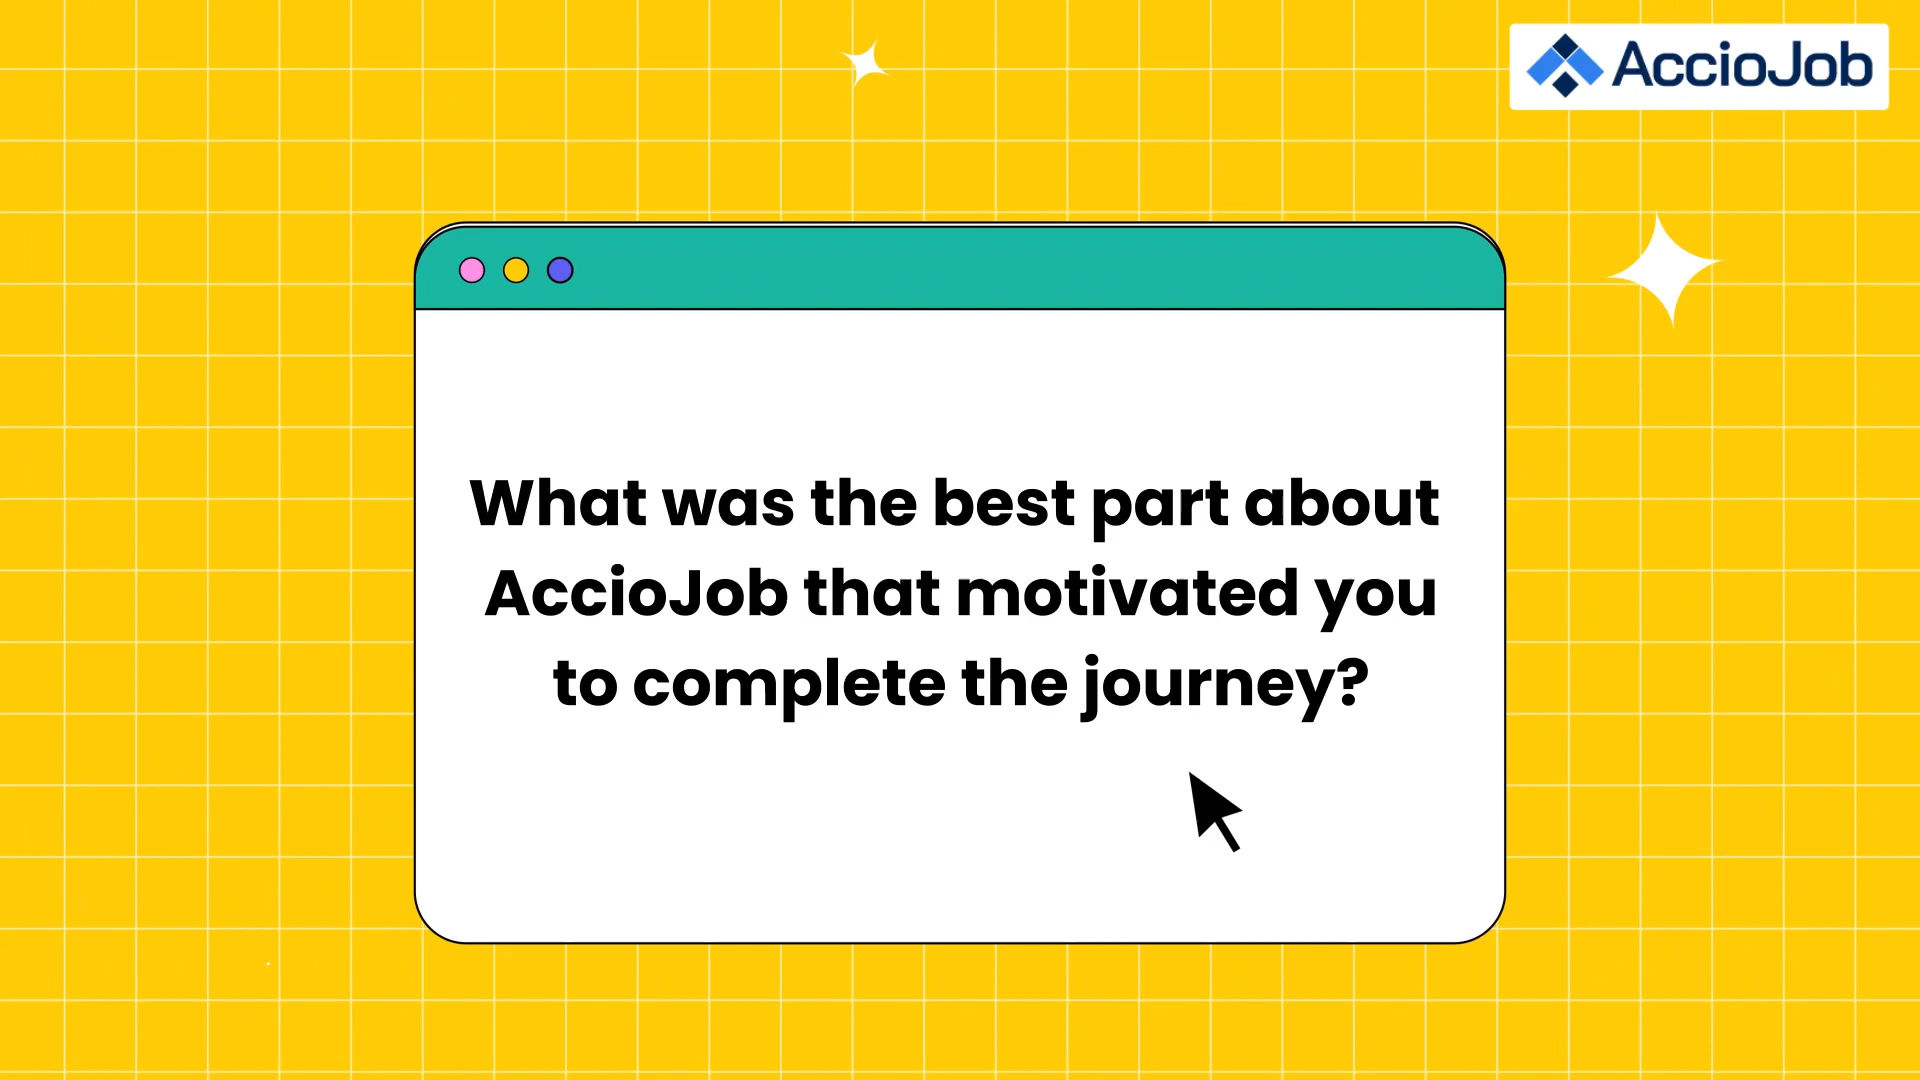 AccioJob
What was the best part about
AccioJob that motivated you
to complete the journey?